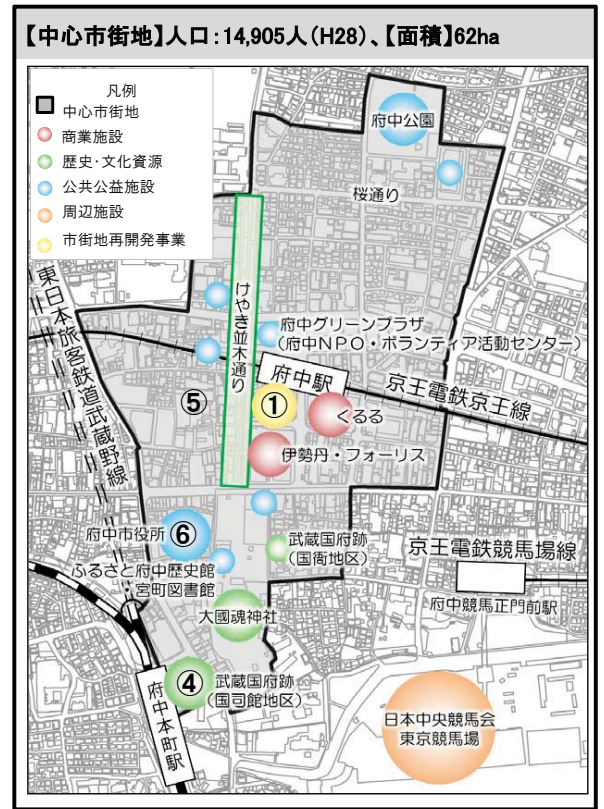 【中心市街地】人口：14,905人（H28）、【面積】62ha
凡例
中心市街地
商業施設
歴史・文化資源
公共公益施設
周辺施設
市街地再開発事業
府中公園
桜通り
東日本旅客鉄道武蔵野線
けやき並木通り
府中グリーンプラザ
（府中NPO・ボランティア活動センター）
府中駅
京王電鉄京王線
⑤
①
くるる
伊勢丹・フォーリス
府中市役所
⑥
武蔵国府跡
（国衙地区）
京王電鉄競馬場線
ふるさと府中歴史館
宮町図書館
府中競馬正門前駅
大國魂神社
④
武蔵国府跡
（国司館地区）
府中本町駅
日本中央競馬会
東京競馬場